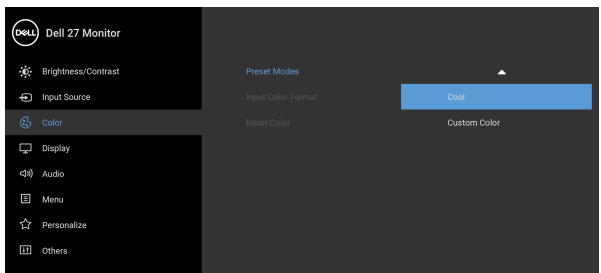 DELL Dell 27 Monitor
Brightness/Contrast
Input Source
Color
Display
Audio
Menu
Personalize
Others
Preset Modes
Input Color Format
Reset Color
Cool
Custom Color